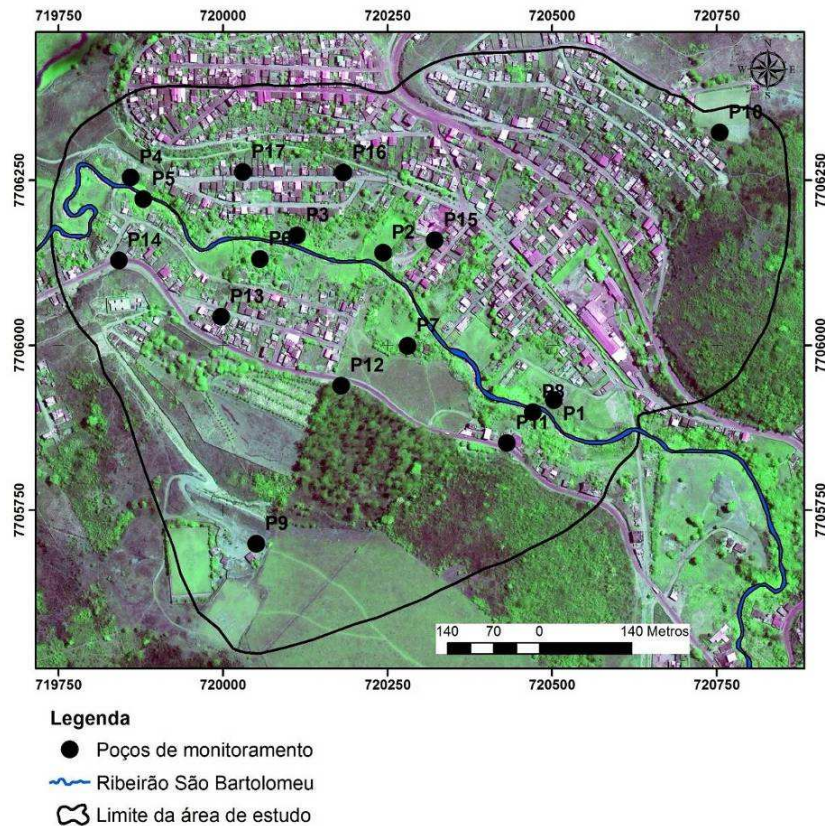 719750 720000 720250 720500 720750
N
W E
S
P10
7706250 P4 P17 P16 7706250
P5
P3
P14 P6 P2 P15
P13
7706000 P7 7706000
P12
P8
P11 P1
7705750 7705750
P9
140 70 0 140 Metros
719750 720000 720250 720500 720750
Legenda
Poços de monitoramento
Ribeirão São Bartolomeu
Limite da área de estudo